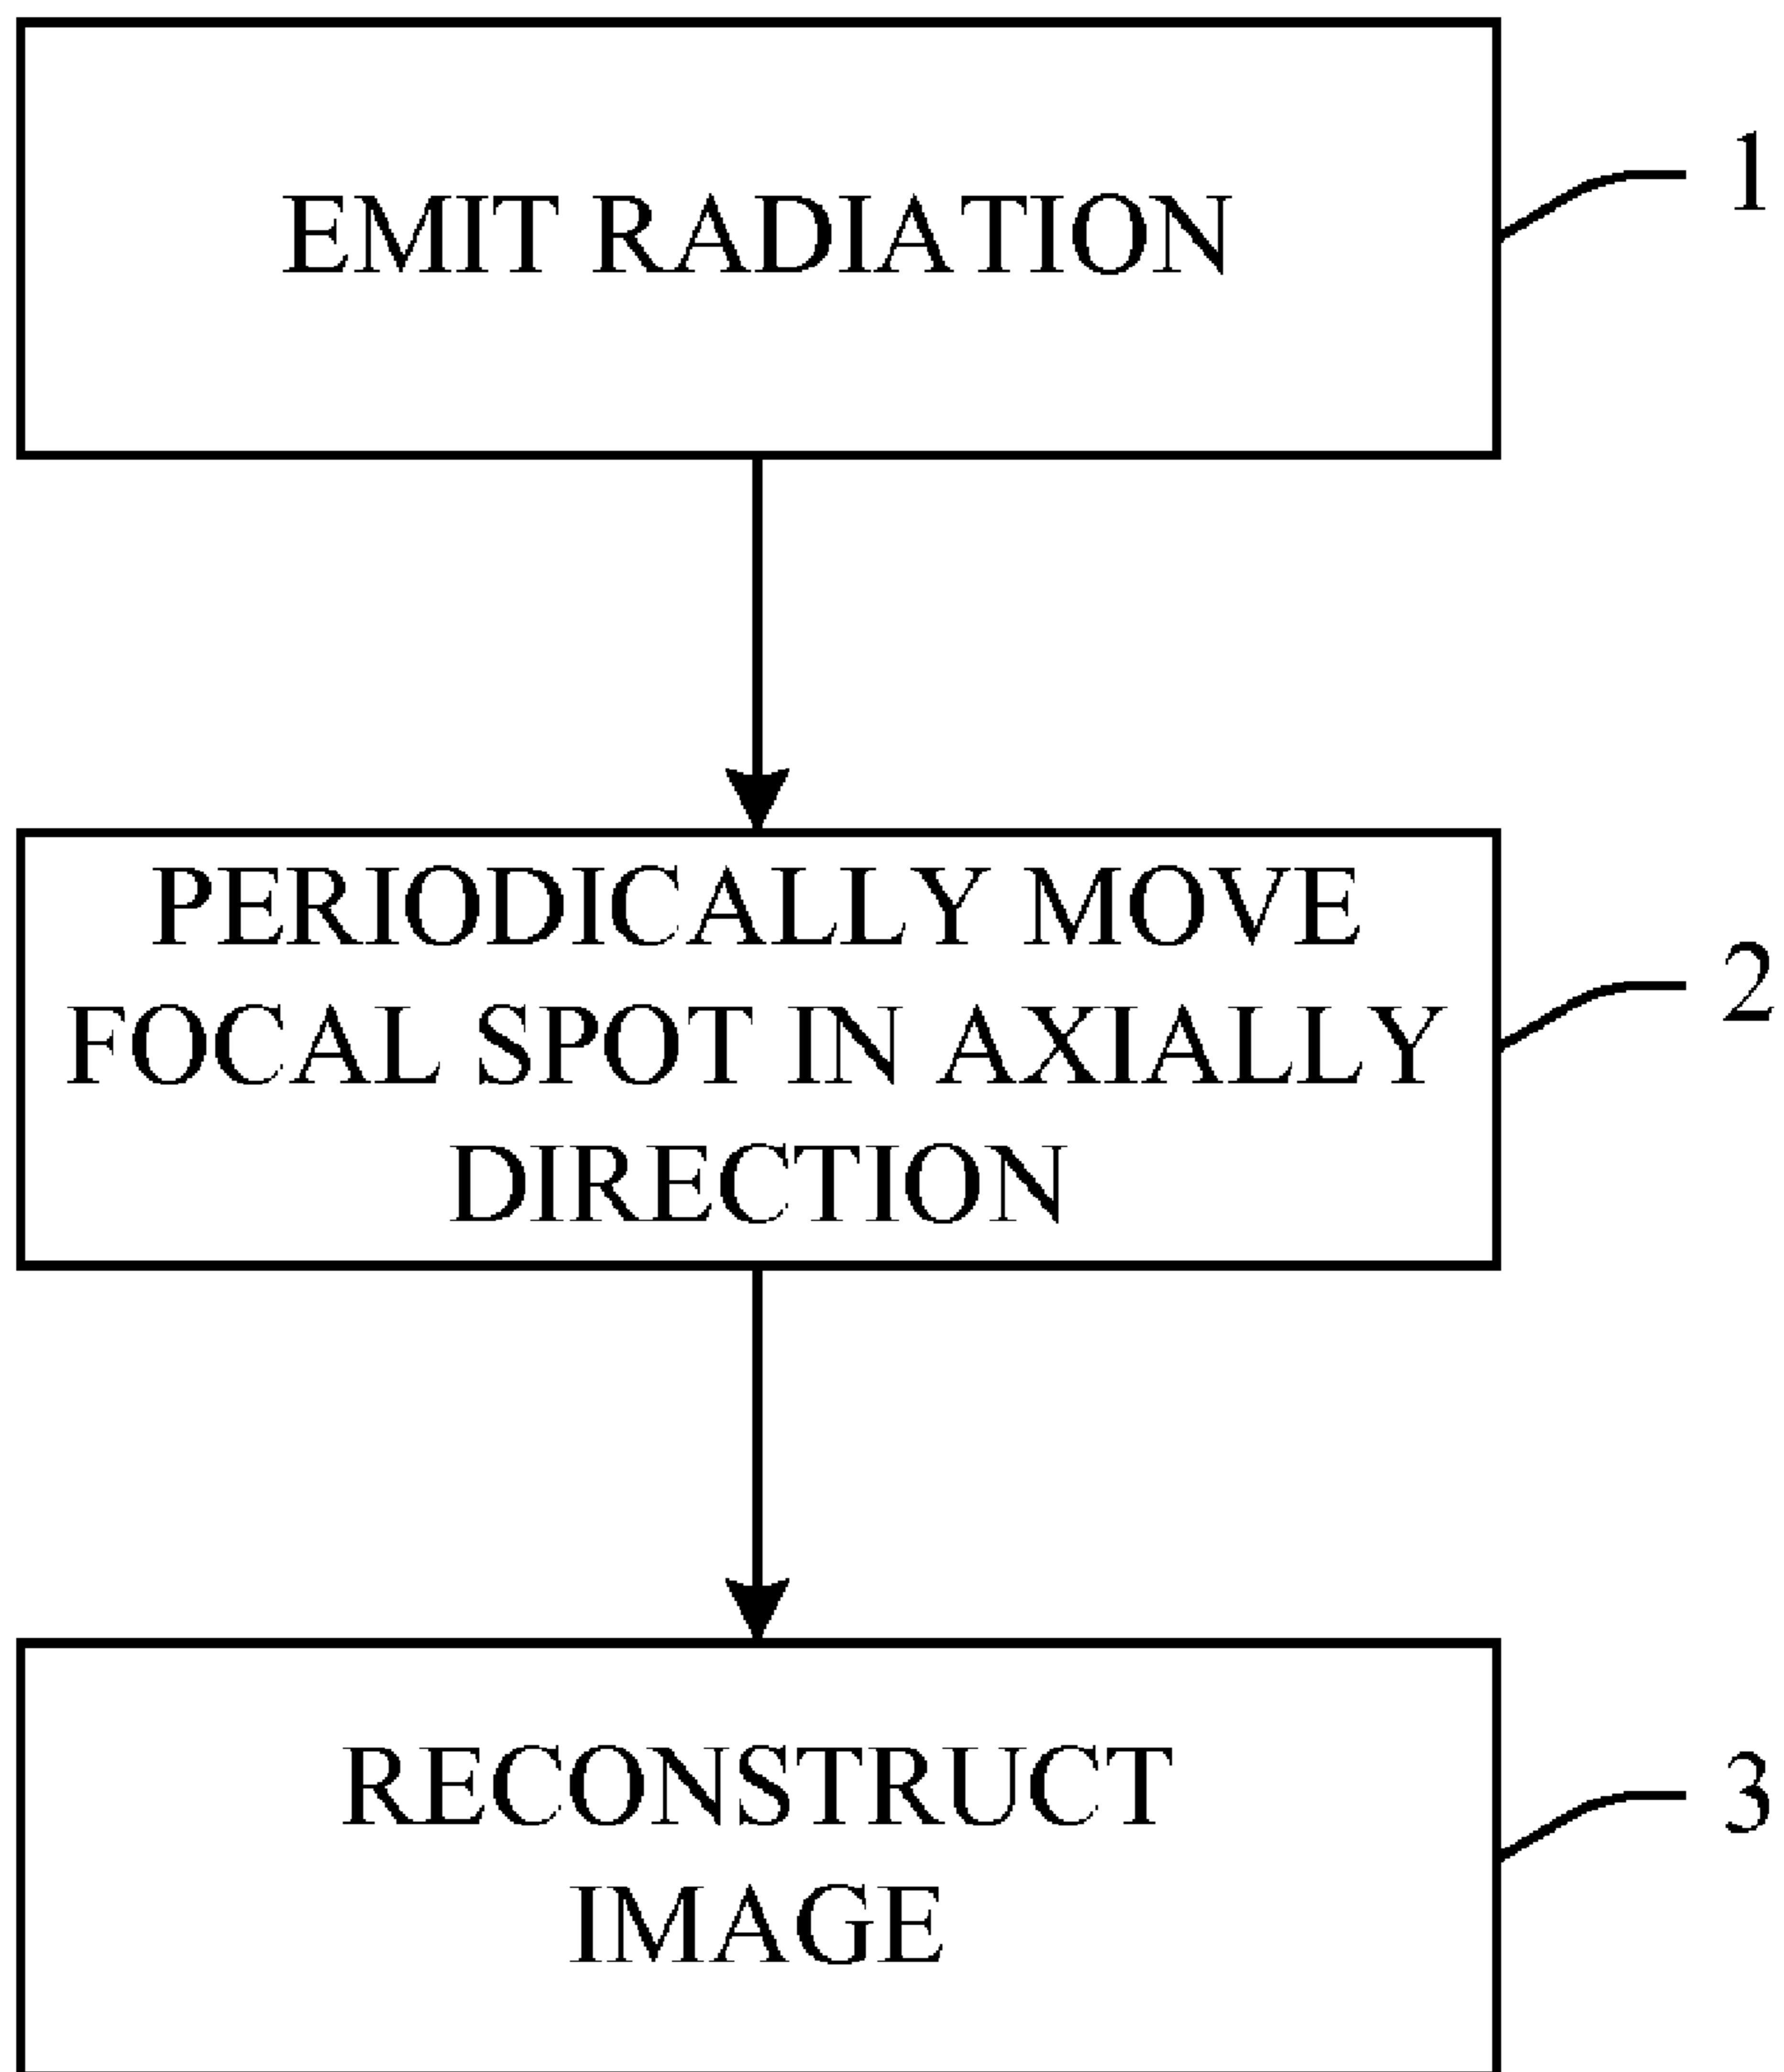 EMIT RADIATION
1
PERIODICALLY MOVE
FOCAL SPOT IN AXIALLY
DIRECTION
2
RECONSTRUCT
IMAGE
3